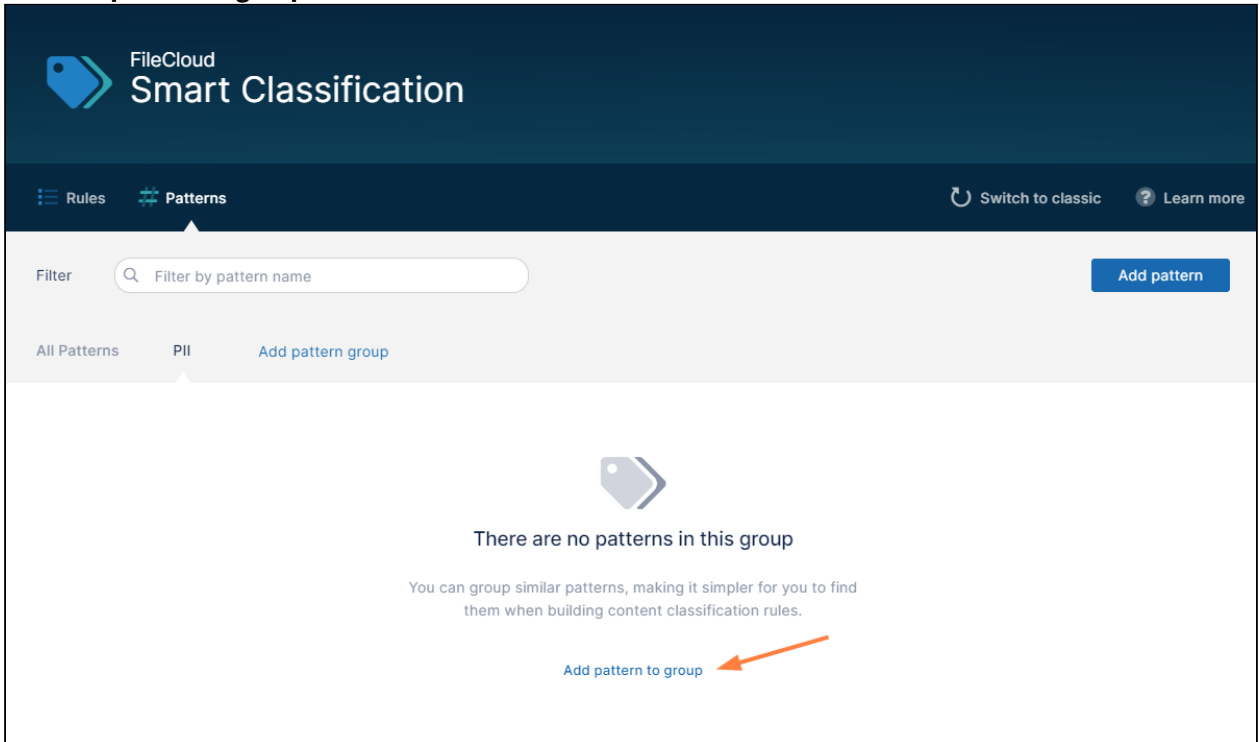 FileCloud
Smart Classification
Rules Patterns Switch to classic ? Learn more
Filter Filter by pattern name Add pattern
All Patterns PII Add pattern group
There are no patterns in this group
You can group similar patterns, making it simpler for you to find
them when building content classification rules.
Add pattern to group